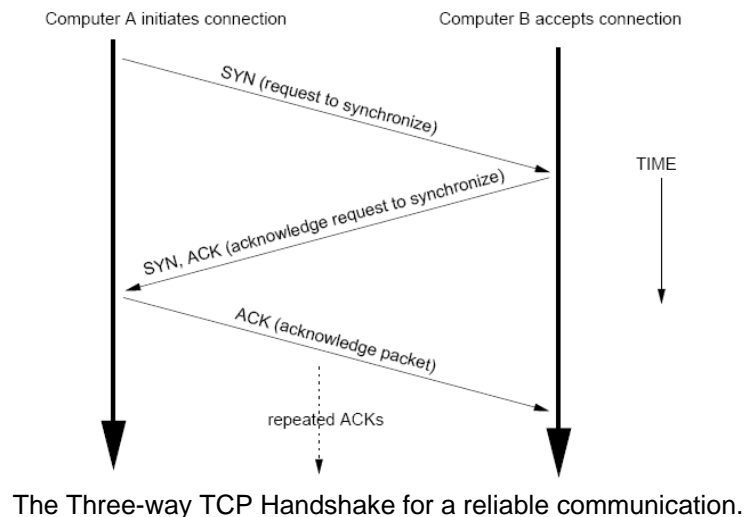 Computer A initiates connection
Computer B accepts connection
SYN (request to synchronize)
TIME
SYN, ACK (acknowledge request to synchronize)
ACK (acknowledge packet)
repeated ACKs
The Three-way TCP Handshake for a reliable communication.